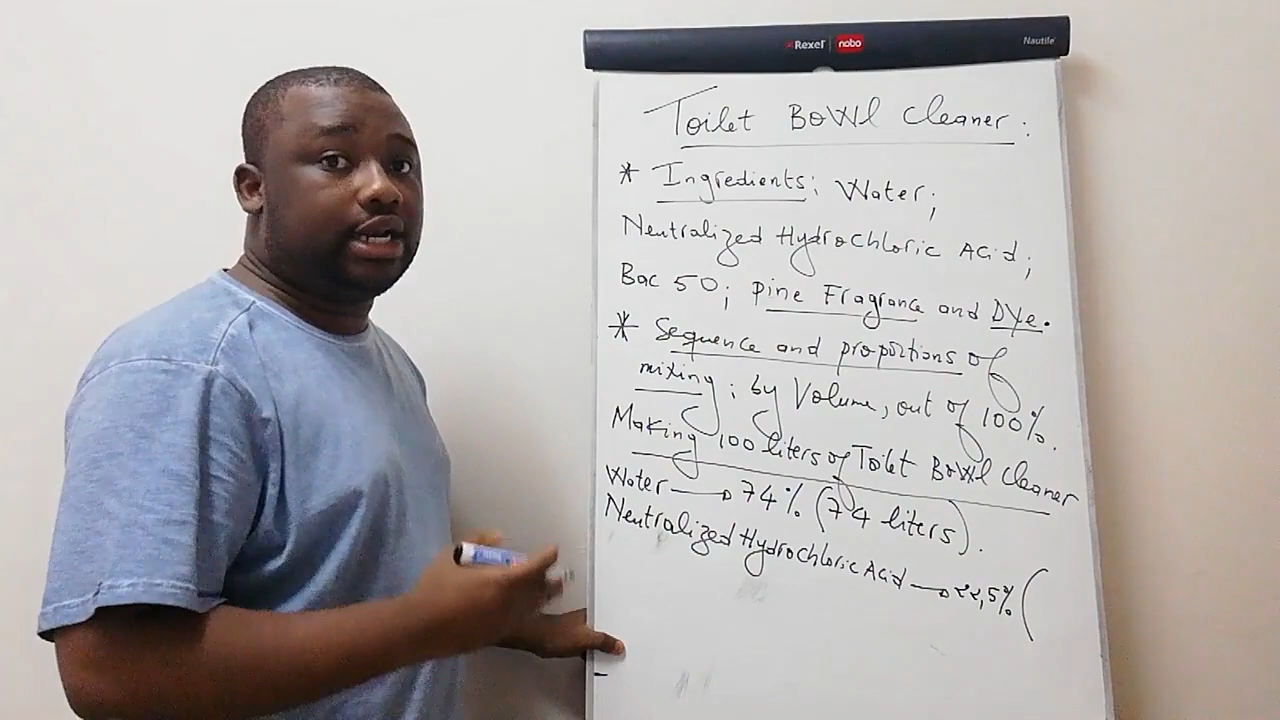 Rexel nobo Nautile
Toilet Bowl Cleaner:
* Ingredients: Water;
Neutralized Hydrochloric Acid;
Bac 50; pine Fragrance and Dye.
* Sequence and proportions of
mixing: by Volume, out of 100%.
Making 100 liters of Toilet Bowl Cleaner
Water → 74% (74 liters).
Neutralized Hydrochloric Acid → 22,5% (